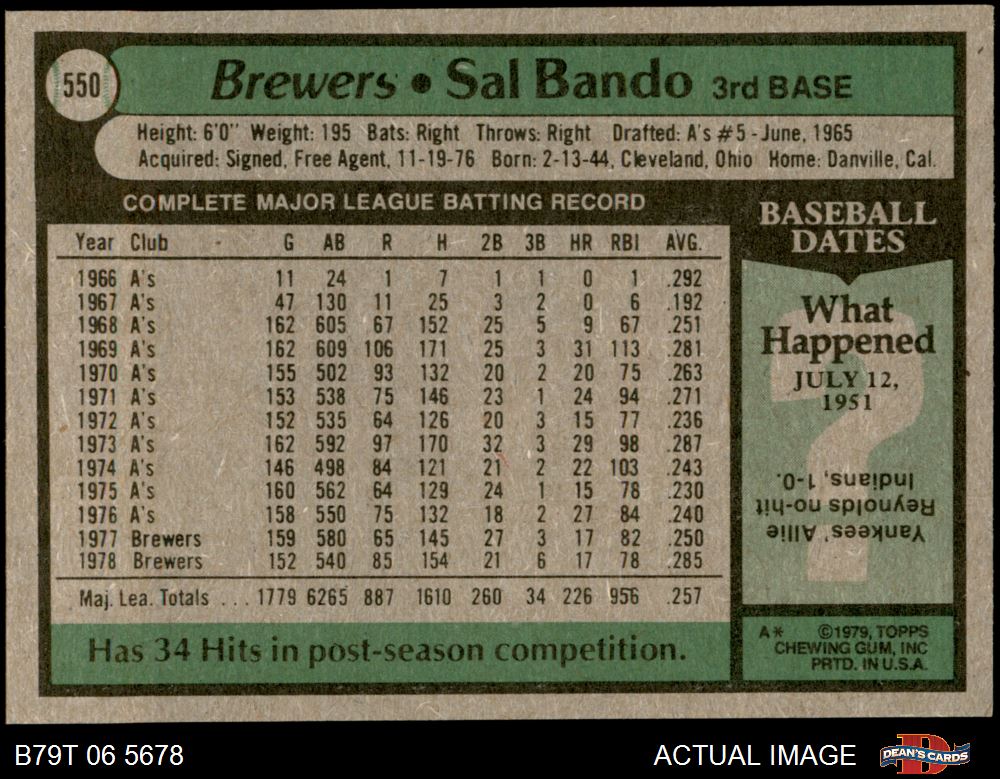 550
Brewers • Sal Bando 3rd BASE
Height: 6'0" Weight: 195 Bats: Right Throws: Right Drafted: A's #5 - June, 1965
Acquired: Signed, Free Agent, 11-19-76 Born: 2-13-44, Cleveland, Ohio Home: Danville, Cal.
COMPLETE MAJOR LEAGUE BATTING RECORD
Year Club G AB R H 2B 3B HR RBI AVG.
1966 A's 11 24 1 7 1 1 0 1 .292
1967 A's 47 130 11 25 3 2 0 6 .192
1968 A's 162 605 67 152 25 5 9 67 .251
1969 A's 162 609 106 171 25 3 31 113 .281
1970 A's 155 502 93 132 20 2 20 75 .263
1971 A's 153 538 75 146 23 1 24 94 .271
1972 A's 152 535 64 126 20 3 15 77 .236
1973 A's 162 592 97 170 32 3 29 98 .287
1974 A's 146 498 84 121 21 2 22 103 .243
1975 A's 160 562 64 129 24 1 15 78 .230
1976 A's 158 550 75 132 18 2 27 84 .240
1977 Brewers 159 580 65 145 27 3 17 82 .250
1978 Brewers 152 540 85 154 21 6 17 78 .285
Maj. Lea. Totals ... 1779 6265 887 1610 260 34 226 956 .257
Has 34 Hits in post-season competition.
BASEBALL
DATES
What
Happened
JULY 12,
1951
Yankees' Allie
Reynolds no-hit
Indians, 1-0.
A* ©1979, TOPPS
CHEWING GUM, INC
PRTD. IN U.S.A.
B79T 06 5678
ACTUAL IMAGE
DEAN'S CARDS